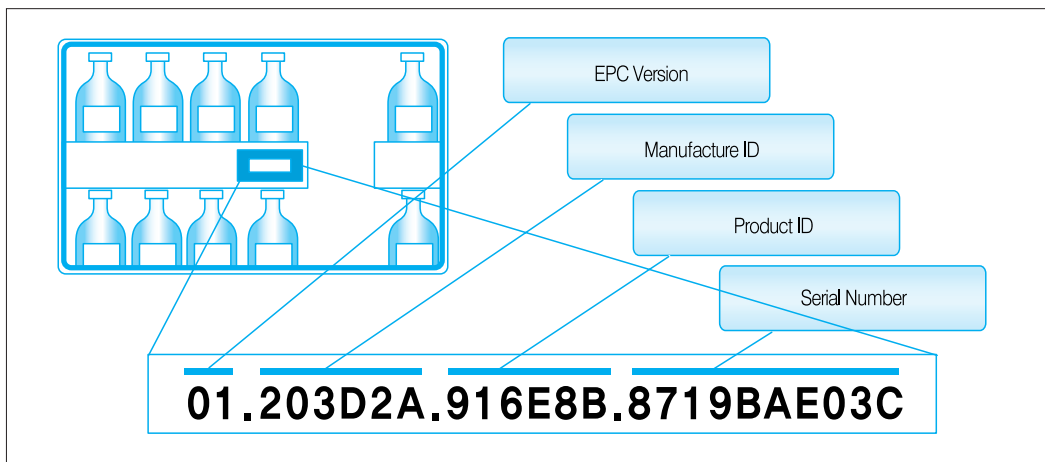 EPC Version
Manufacture ID
Product ID
Serial Number
01.203D2A.916E8B.8719BAE03C